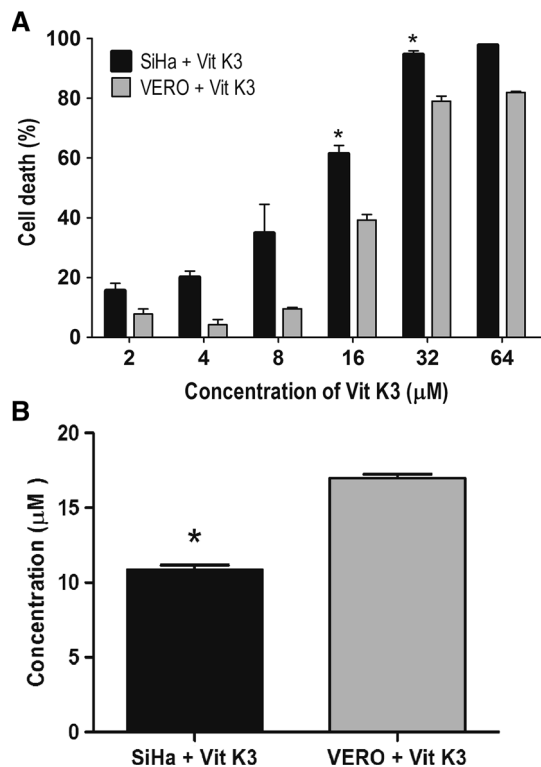 A
100
80
60
40
20
0
Cell death (%)
SiHa + Vit K3
VERO + Vit K3
*
*
2 4 8 16 32 64
Concentration of Vit K3 (μM)
B
20
15
10
5
0
Concentration (μM )
*
SiHa + Vit K3 VERO + Vit K3